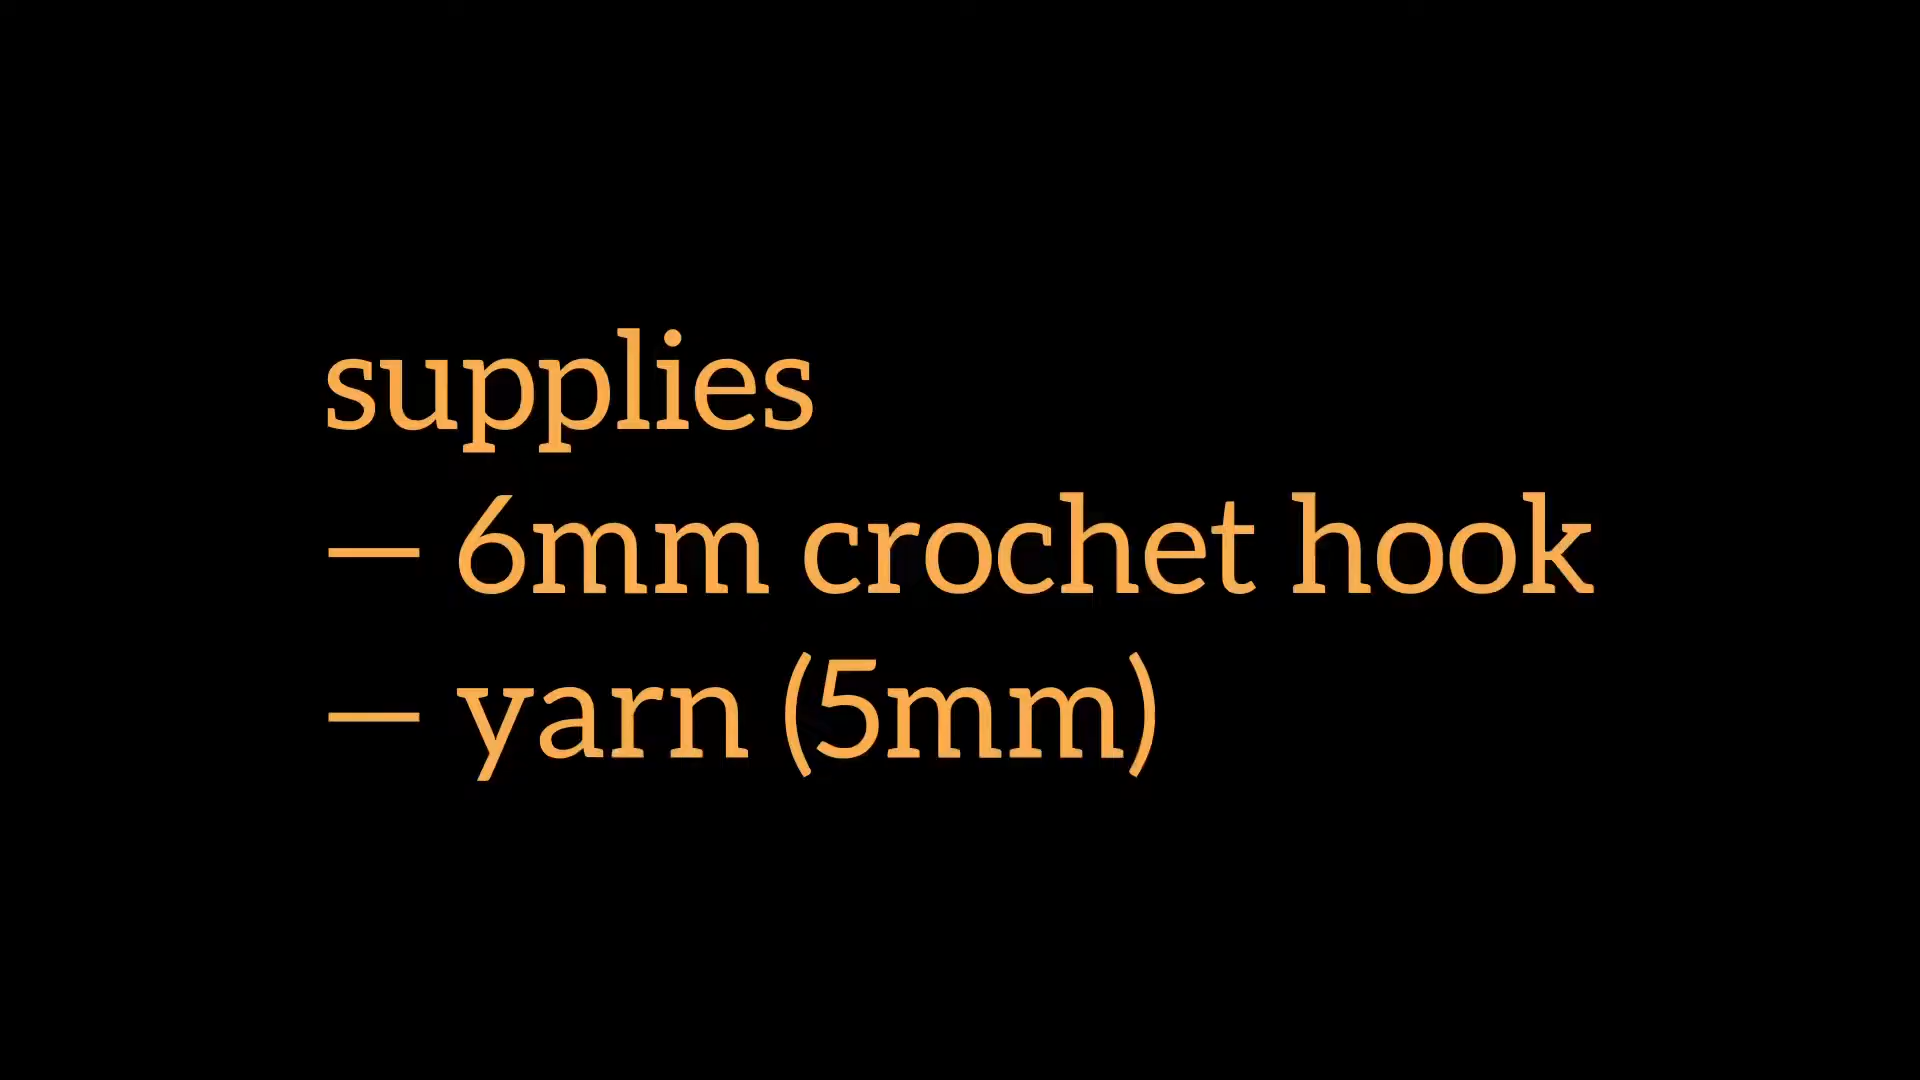 supplies
— 6mm crochet hook
— yarn (5mm)